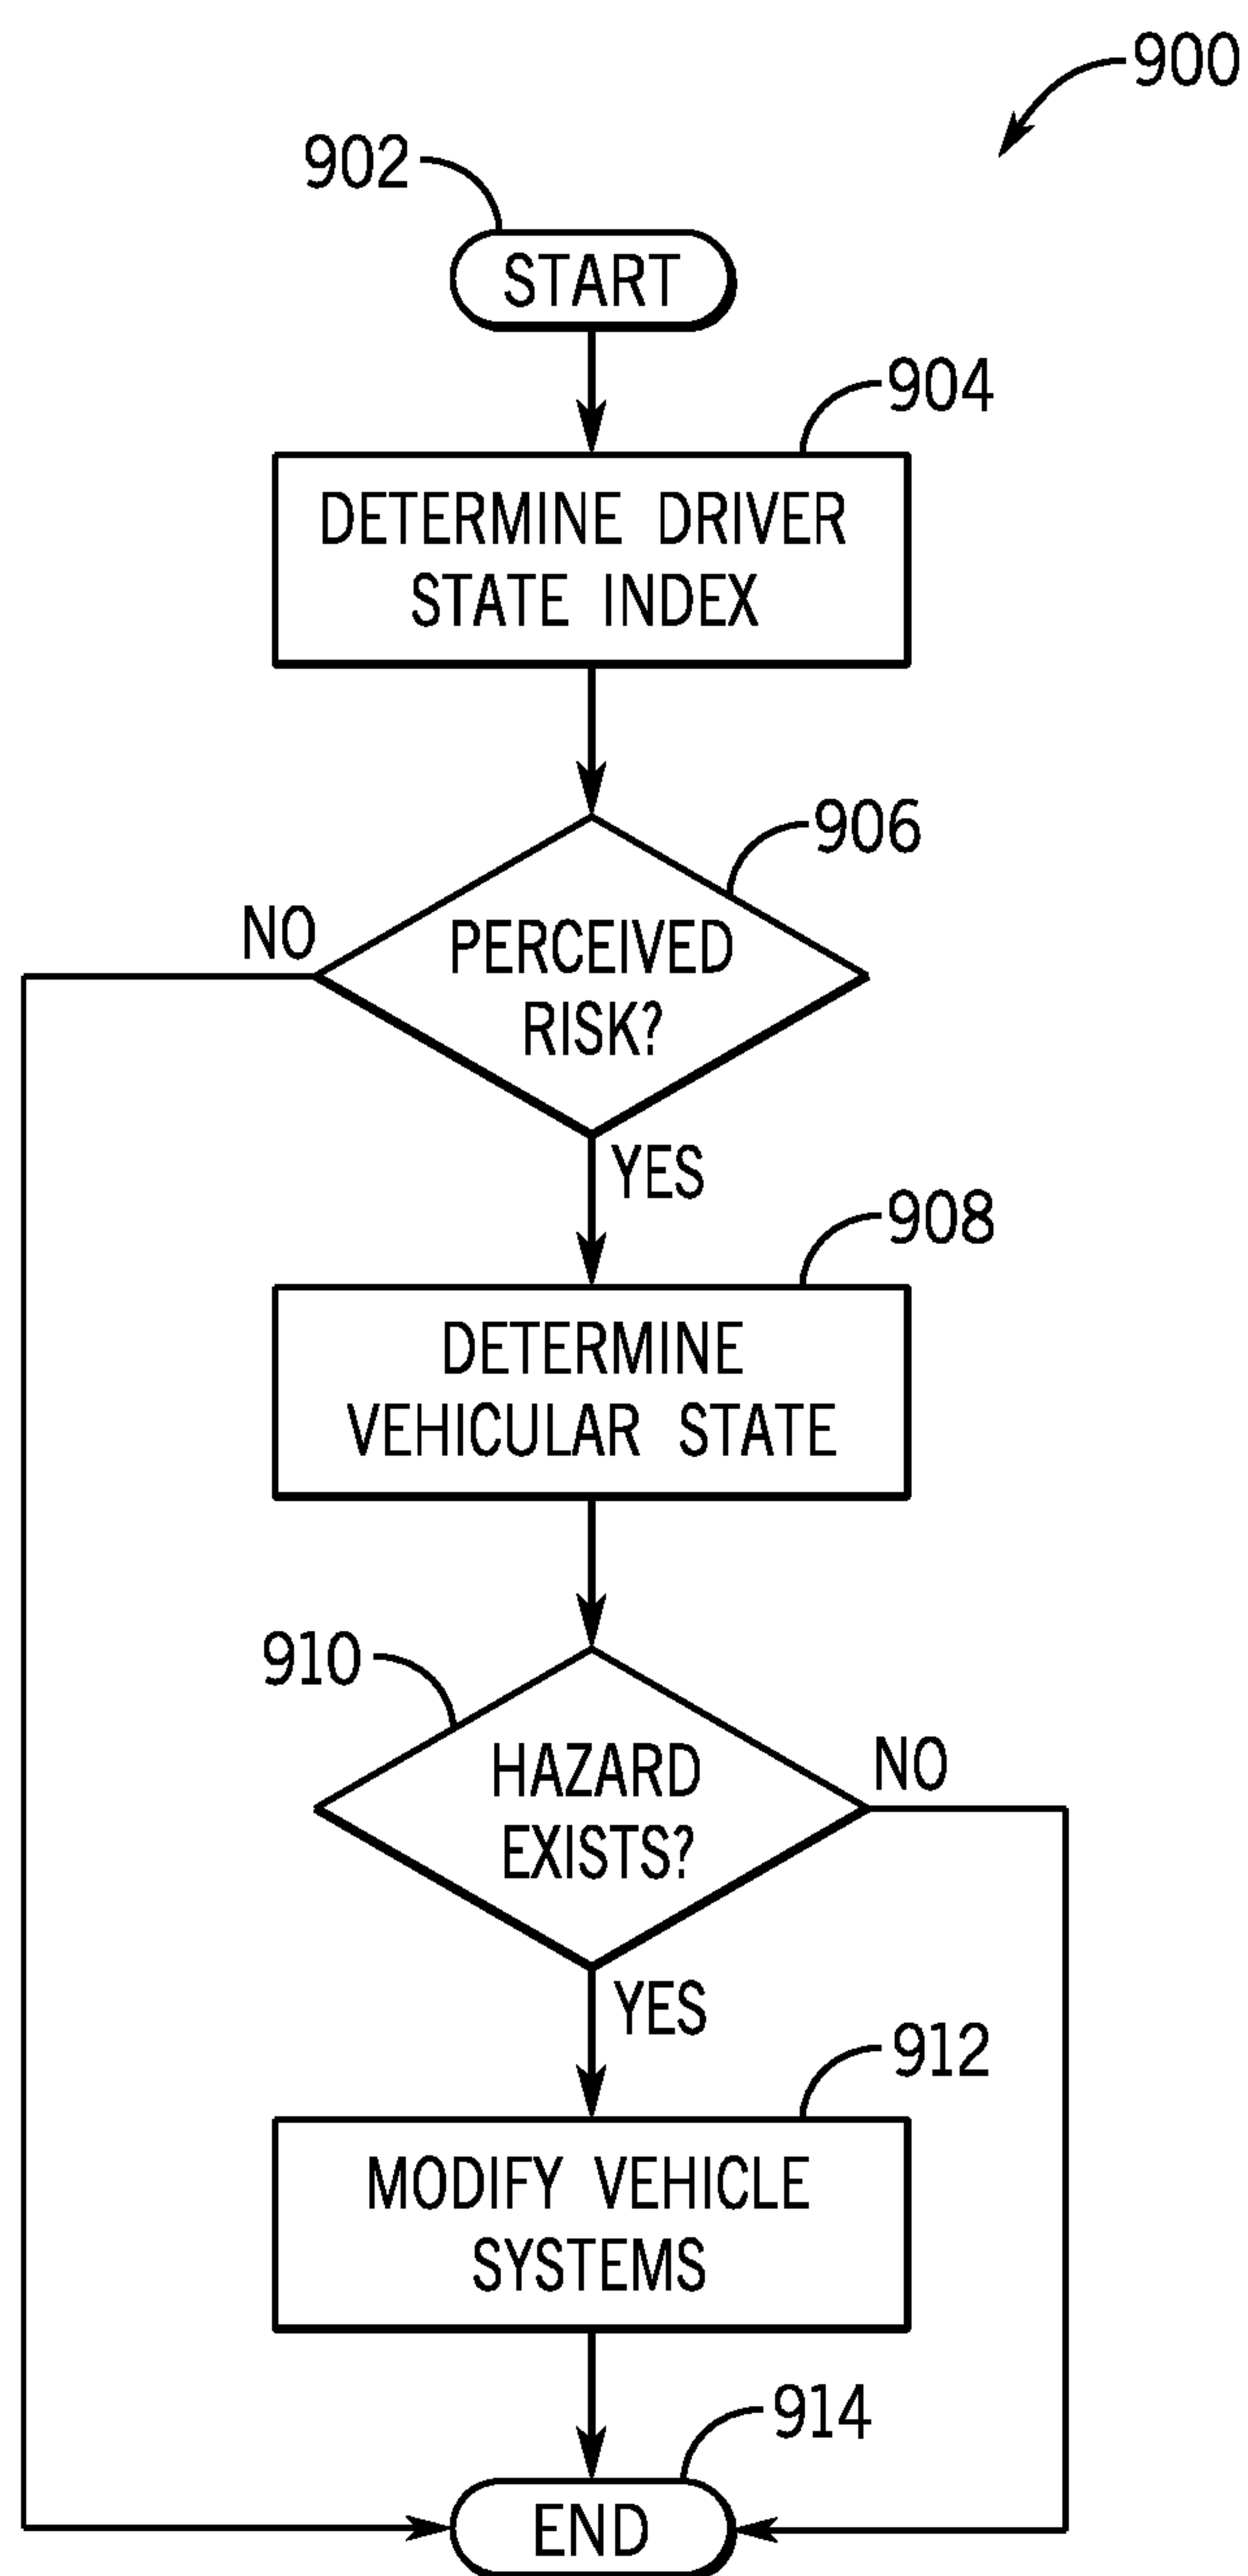 900
902
START
904
DETERMINE DRIVER
STATE INDEX
906
NO
PERCEIVED
RISK?
YES
908
DETERMINE
VEHICULAR STATE
910
HAZARD
EXISTS?
NO
YES
912
MODIFY VEHICLE
SYSTEMS
914
END